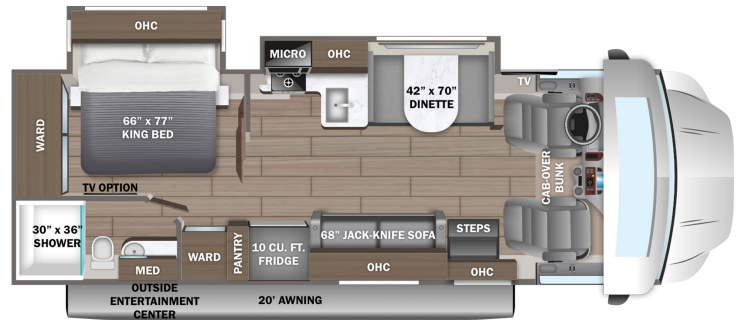 OHC
MICRO
OHC
TV
42" x 70"
DINETTE
WARD
66" x 77"
KING BED
CAB-OVER
BUNK
TV OPTION
30" x 36"
SHOWER
68" JACK-KNIFE SOFA
STEPS
WARD
PANTRY
10 CU. FT.
FRIDGE
MED
OHC
OHC
OUTSIDE
ENTERTAINMENT
CENTER
20' AWNING